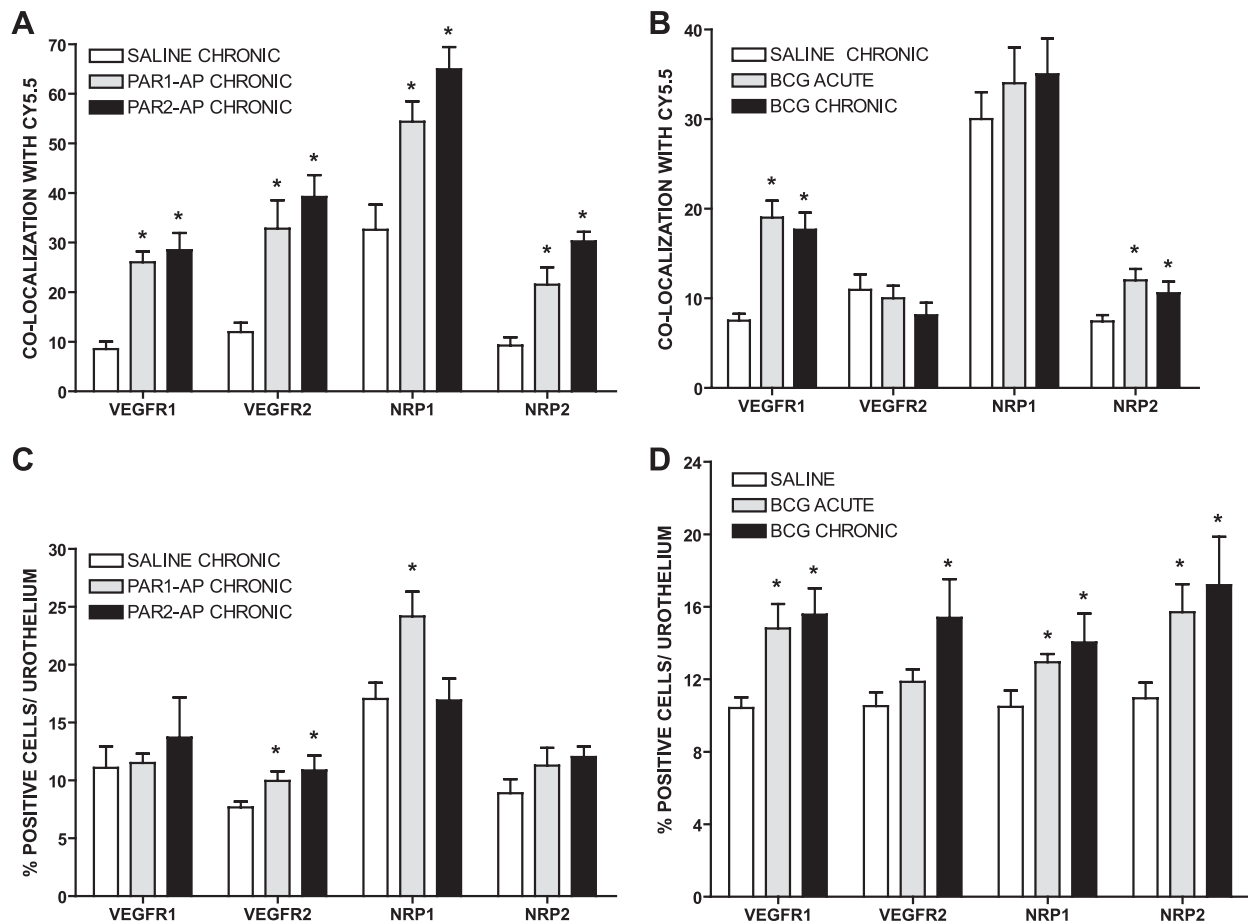 A
SALINE CHRONIC
PAR1-AP CHRONIC
PAR2-AP CHRONIC
CO-LOCALIZATION WITH CY5.5
70
60
50
40
30
20
10
0
* * * * * * * *
VEGFR1 VEGFR2 NRP1 NRP2
B
SALINE CHRONIC
BCG ACUTE
BCG CHRONIC
CO-LOCALIZATION WITH CY5.5
40
30
20
10
0
* * * *
VEGFR1 VEGFR2 NRP1 NRP2
C
SALINE CHRONIC
PAR1-AP CHRONIC
PAR2-AP CHRONIC
% POSITIVE CELLS/ UROTHELIUM
30
25
20
15
10
5
0
* * *
VEGFR1 VEGFR2 NRP1 NRP2
D
SALINE
BCG ACUTE
BCG CHRONIC
% POSITIVE CELLS/ UROTHELIUM
24
20
16
12
8
4
0
* * * * * * *
VEGFR1 VEGFR2 NRP1 NRP2